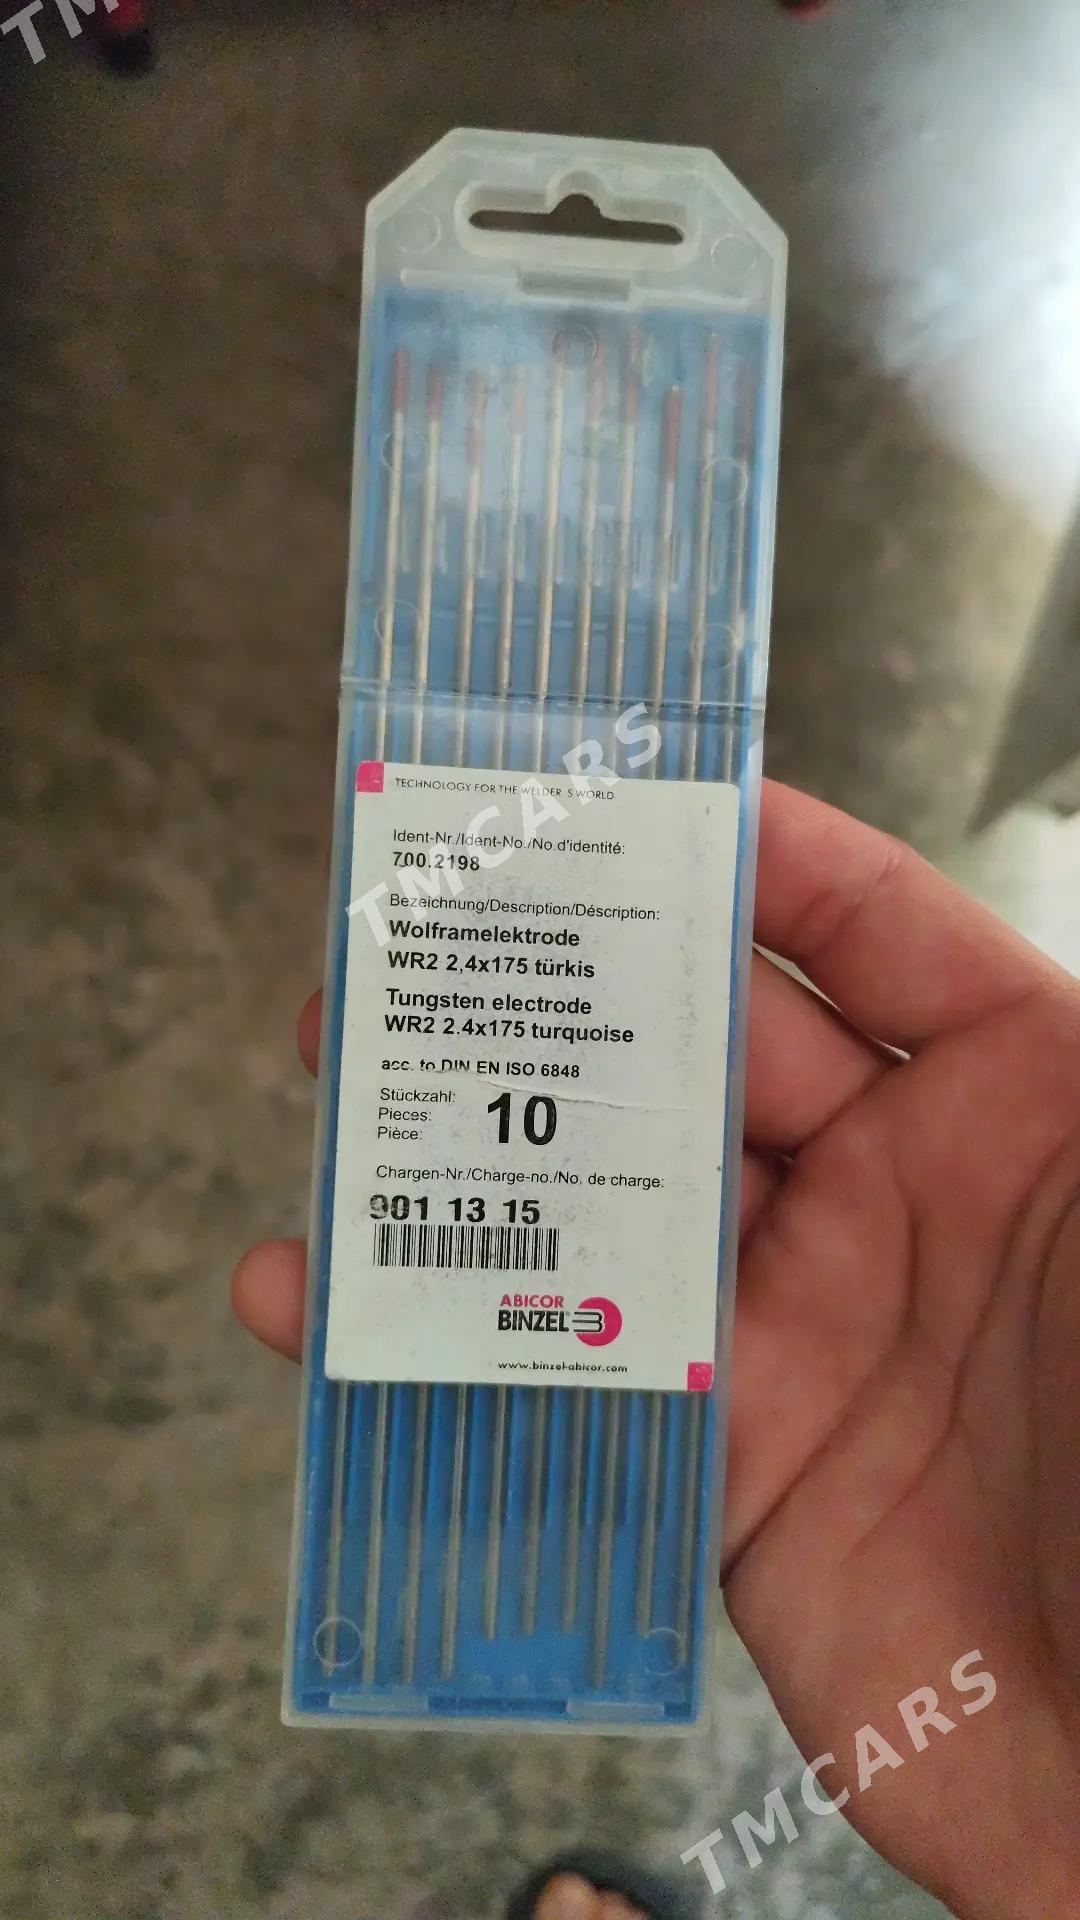 TM
TECHNOLOGY FOR THE WELDER S WORLD
Ident-Nr./Ident-No./No.d'identité:
700.2198
Bezeichnung/Description/Déscription:
Wolframelektrode
WR2 2,4x175 türkis
Tungsten electrode
WR2 2.4x175 turquoise
acc. to DIN EN ISO 6848
Stückzahl:
Pieces:
Pièce:
10
Chargen-Nr./Charge-no./No. de charge:
901 13 15
ABICOR
BINZEL
www.binzel-abicor.com
TMCARS
TMCARS